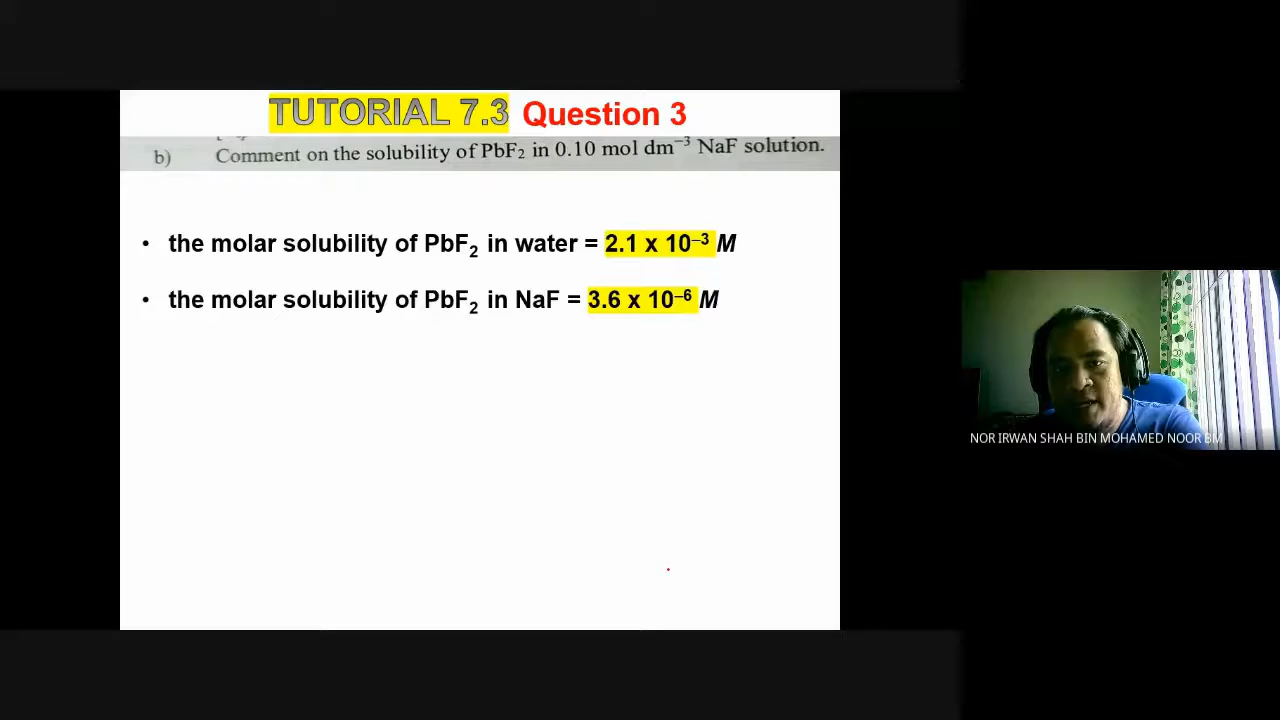 TUTORIAL 7.3 Question 3
b) Comment on the solubility of PbF₂ in 0.10 mol dm⁻³ NaF solution.
• the molar solubility of PbF₂ in water = 2.1 x 10⁻³ M
• the molar solubility of PbF₂ in NaF = 3.6 x 10⁻⁶ M
NOR IRWAN SHAH BIN MOHAMED NOOR BM